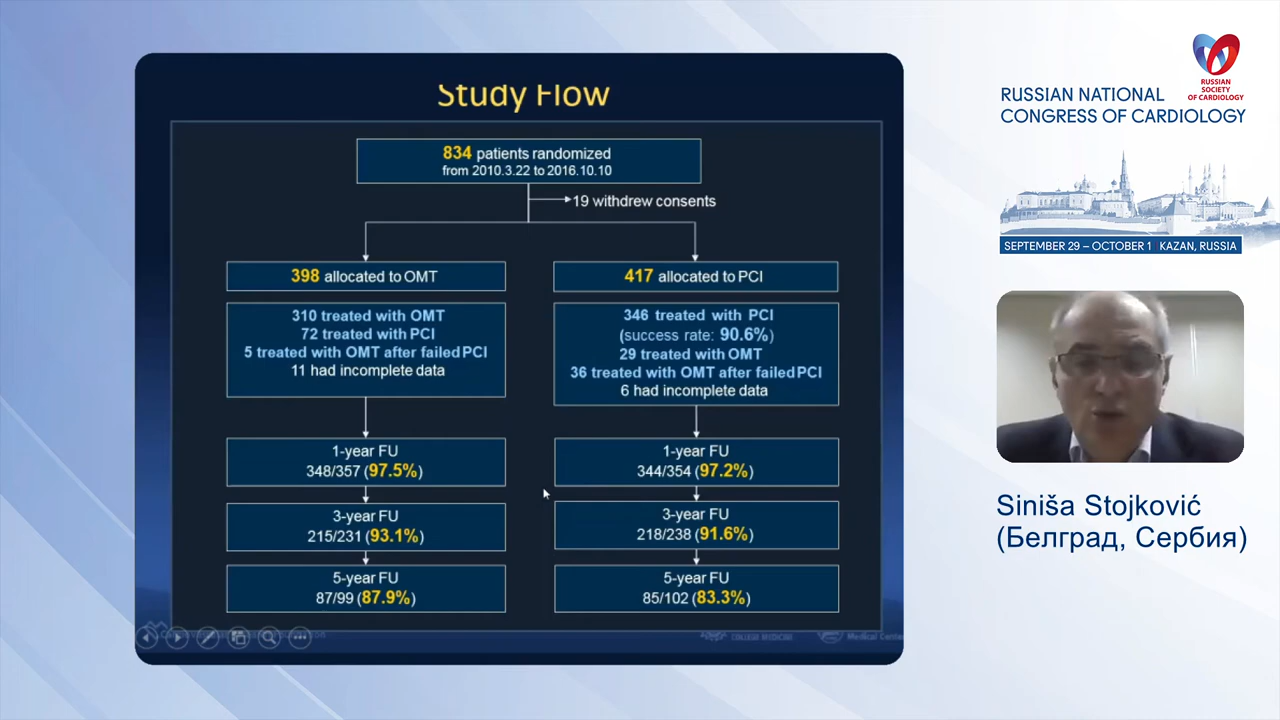 Study Flow
834 patients randomized
from 2010.3.22 to 2016.10.10
19 withdrew consents
398 allocated to OMT
417 allocated to PCI
310 treated with OMT
72 treated with PCI
5 treated with OMT after failed PCI
11 had incomplete data
346 treated with PCI
(success rate: 90.6%)
29 treated with OMT
36 treated with OMT after failed PCI
6 had incomplete data
1-year FU
348/357 (97.5%)
1-year FU
344/354 (97.2%)
3-year FU
215/231 (93.1%)
3-year FU
218/238 (91.6%)
5-year FU
87/99 (87.9%)
5-year FU
85/102 (83.3%)
COLLEGE MEDICINE
Medical Center
RUSSIAN
SOCIETY
OF CARDIOLOGY
RUSSIAN NATIONAL
CONGRESS OF CARDIOLOGY
SEPTEMBER 29 – OCTOBER 1 KAZAN, RUSSIA
Siniša Stojković
(Белград, Сербия)